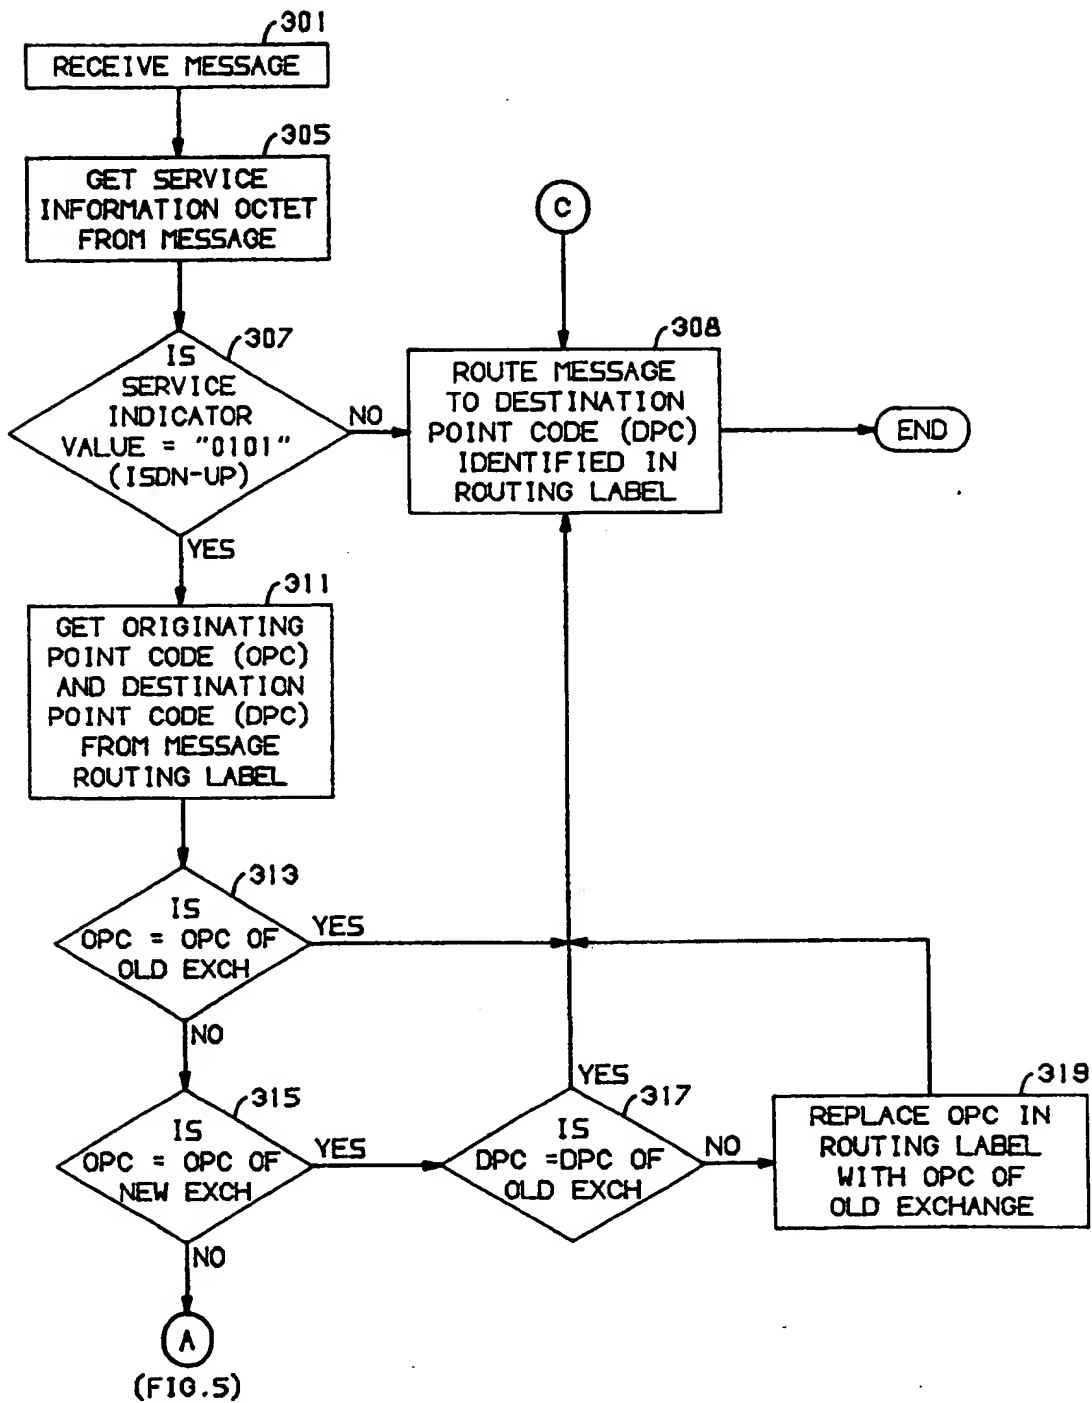 301
RECEIVE MESSAGE
305
GET SERVICE
INFORMATION OCTET
FROM MESSAGE
C
307
IS
SERVICE
INDICATOR
VALUE = "0101"
(ISDN-UP)
NO
YES
308
ROUTE MESSAGE
TO DESTINATION
POINT CODE (DPC)
IDENTIFIED IN
ROUTING LABEL
END
311
GET ORIGINATING
POINT CODE (OPC)
AND DESTINATION
POINT CODE (DPC)
FROM MESSAGE
ROUTING LABEL
313
IS
OPC = OPC OF
OLD EXCH
YES
NO
315
IS
OPC = OPC OF
NEW EXCH
YES
NO
317
YES
IS
DPC =DPC OF
OLD EXCH
NO
319
REPLACE OPC IN
ROUTING LABEL
WITH OPC OF
OLD EXCHANGE
A
(FIG.5)